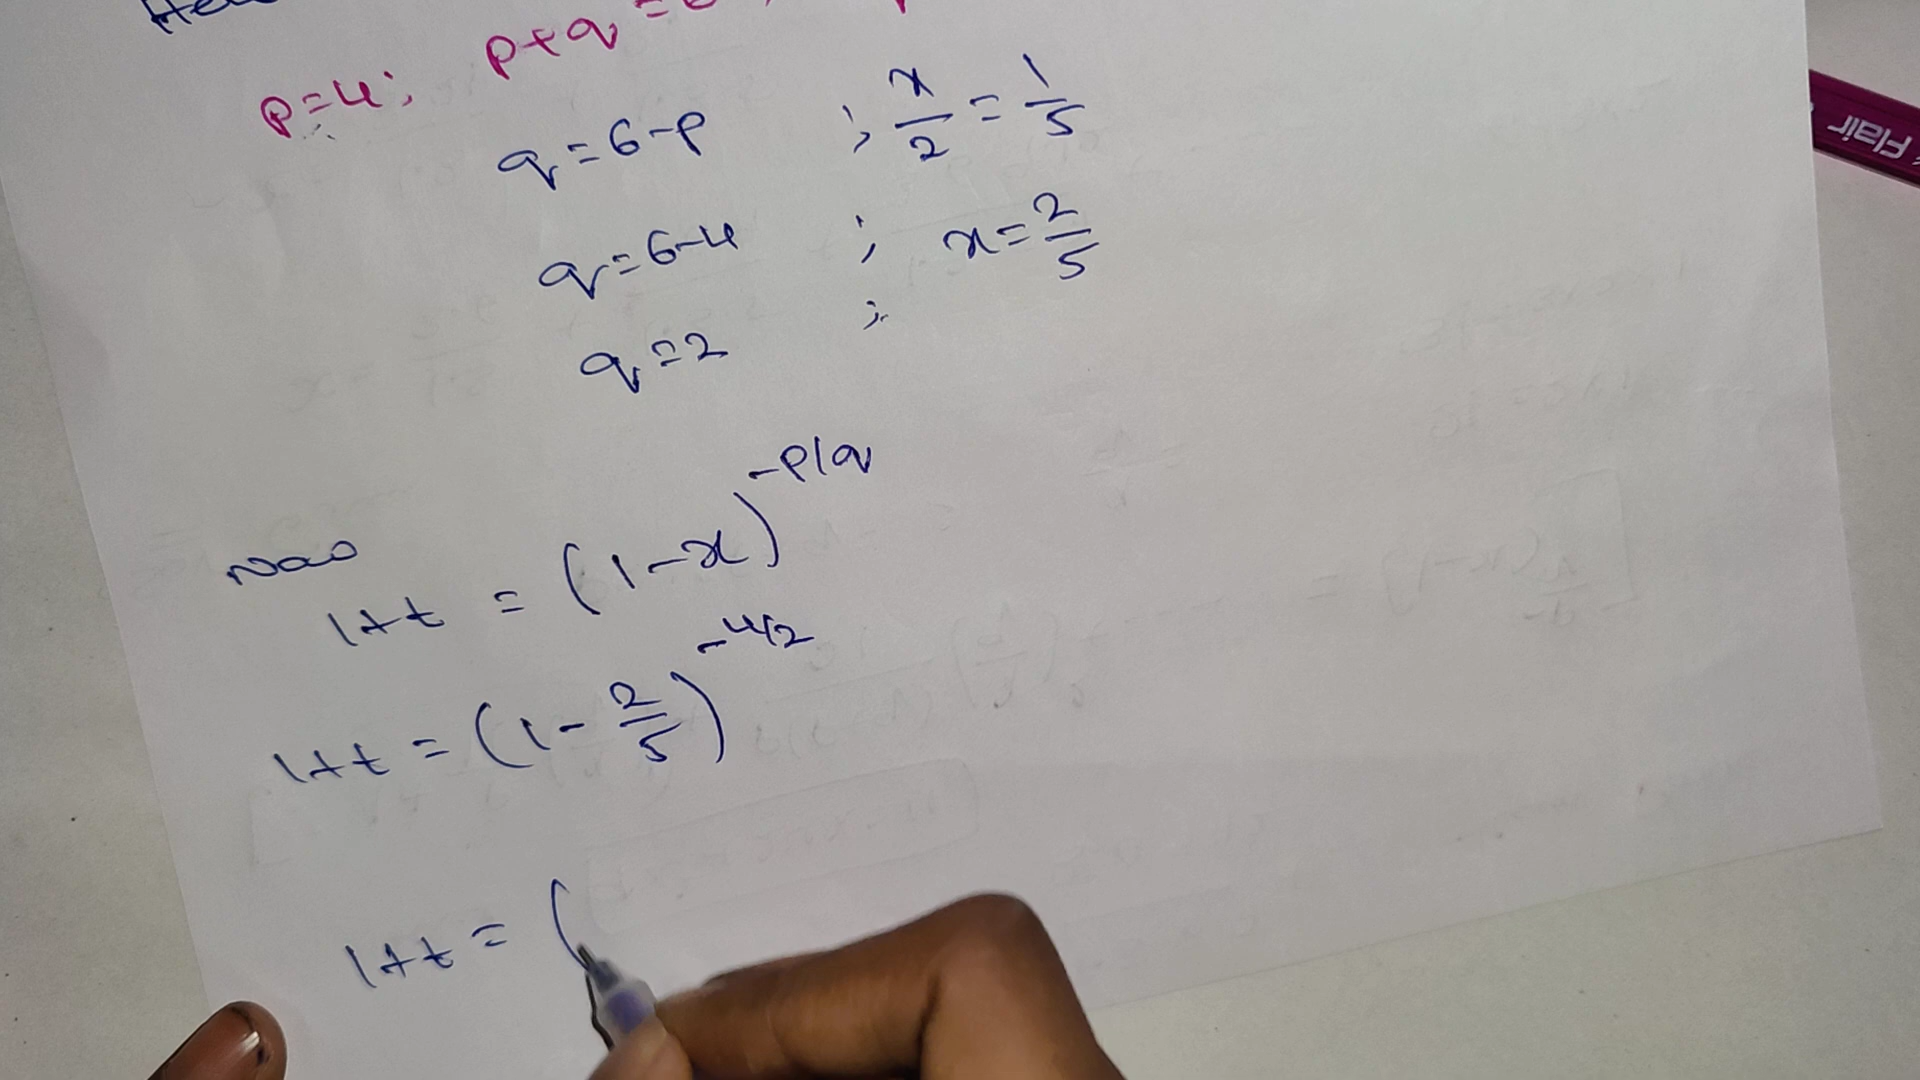 p=4;   p+q =
q=6-p   ; x/2 = 1/5
q=6-4   ; x=2/5
q=2   ;
Now
1+t = (1-x)^-p/q
1+t = (1-2/5)^-4/2
1+t = (
Flair